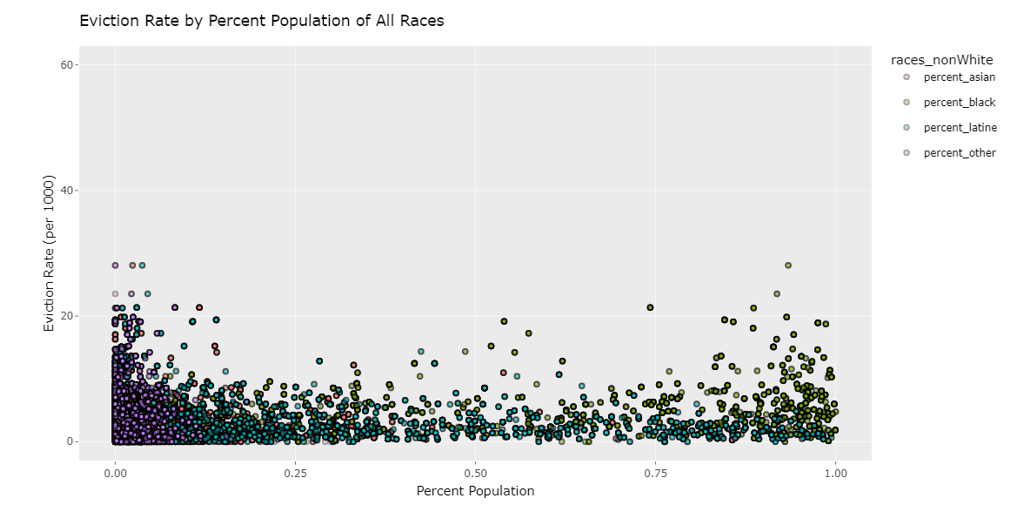 Eviction Rate by Percent Population of All Races
races_nonWhite
percent_asian
percent_black
percent_latine
percent_other
Eviction Rate (per 1000)
60
40
20
0
0.00
0.25
0.50
0.75
1.00
Percent Population